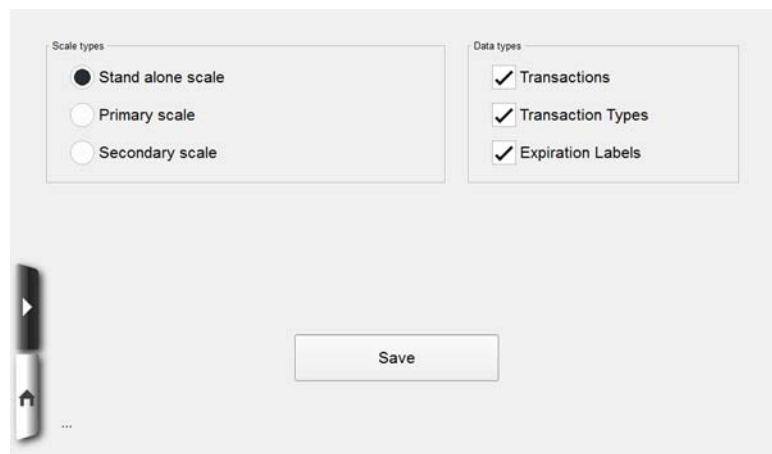 Scale types
Stand alone scale
Primary scale
Secondary scale
Data types
Transactions
Transaction Types
Expiration Labels
Save
...